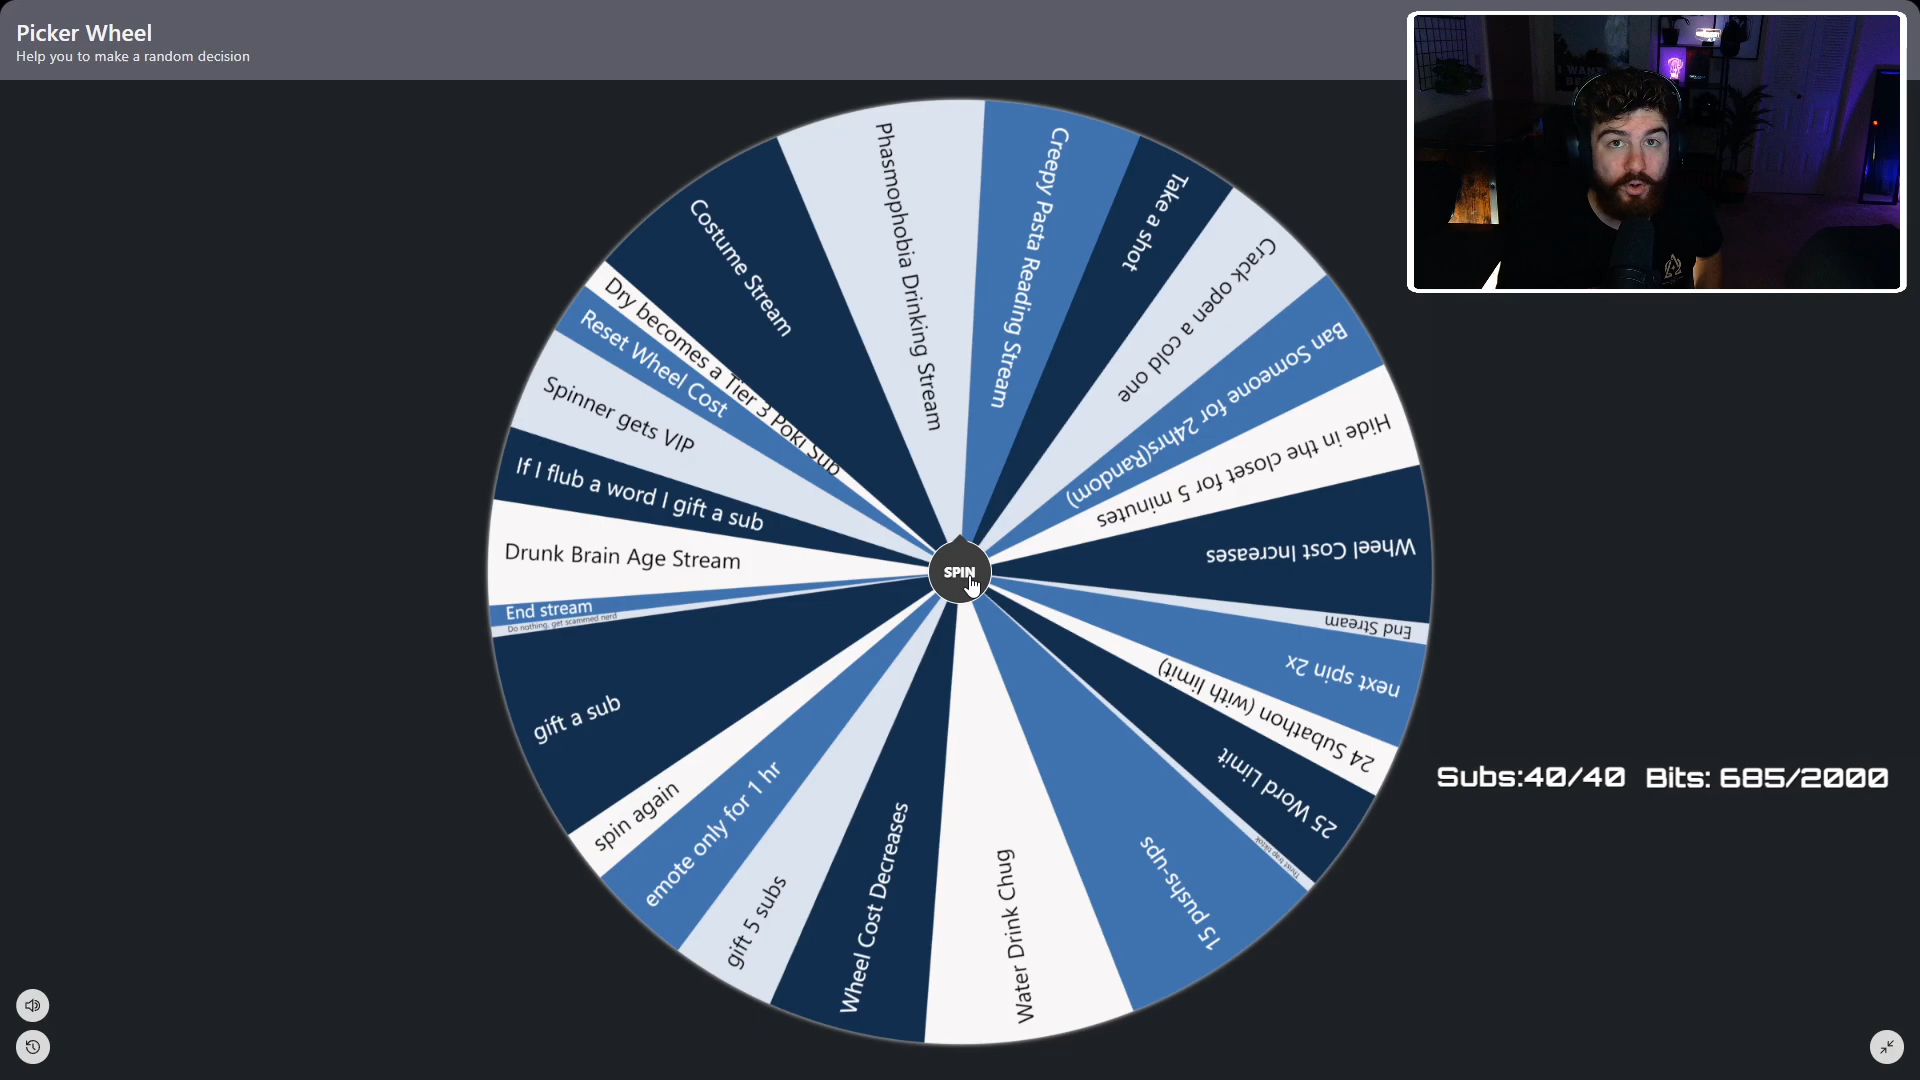 Picker Wheel
Help you to make a random decision
Phasmophobia Drinking Stream
Creepy Pasta Reading Stream
Take a shot
Crack open a cold one
Ban Someone for 24hrs(Random)
Hide in the closet for 5 minutes
Wheel Cost Increases
End Stream
next spin 2x
24 Subathon (with limit)
25 Word Limit
15 push-ups
Water Drink Chug
Wheel Cost Decreases
gift 5 subs
emote only for 1 hr
spin again
gift a sub
Do nothing, get scammed nerd
End stream
Drunk Brain Age Stream
If I flub a word I gift a sub
Spinner gets VIP
Reset Wheel Cost
Dry becomes a Tier 3 Poki Sub
Costume Stream
SPIN
Subs:40/40 Bits: 685/2000